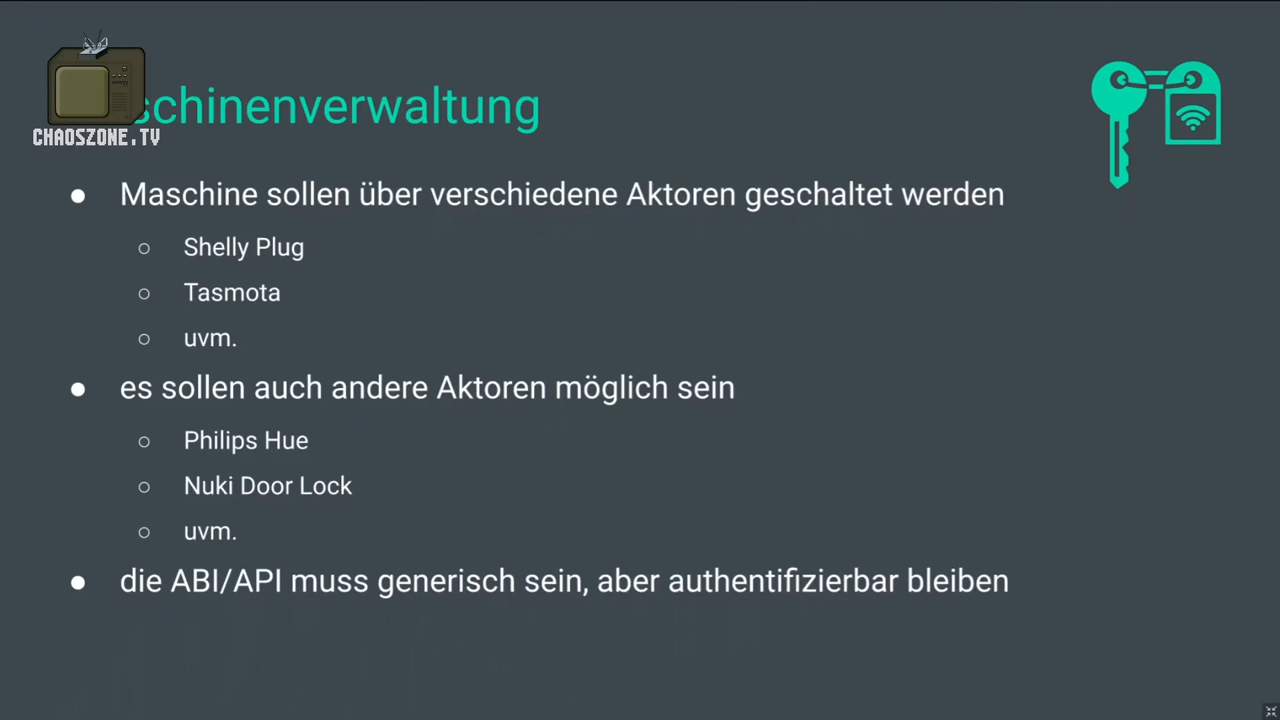 CHAOSZONE.TV
schinenverwaltung
● Maschine sollen über verschiedene Aktoren geschaltet werden
○ Shelly Plug
○ Tasmota
○ uvm.
● es sollen auch andere Aktoren möglich sein
○ Philips Hue
○ Nuki Door Lock
○ uvm.
● die ABI/API muss generisch sein, aber authentifizierbar bleiben